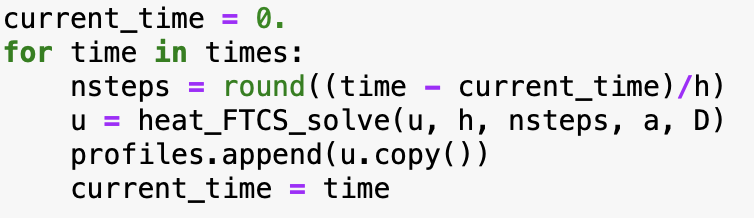 current_time = 0.
for time in times:
    nsteps = round((time - current_time)/h)
    u = heat_FTCS_solve(u, h, nsteps, a, D)
    profiles.append(u.copy())
    current_time = time